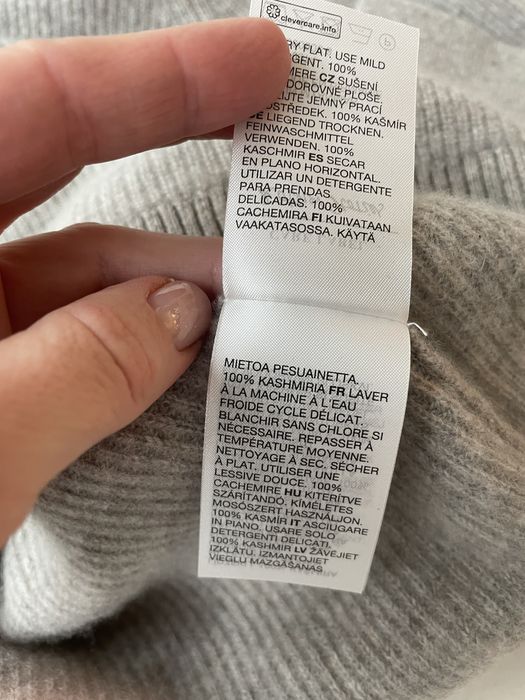 clevercare.info
RY FLAT. USE MILD
GENT. 100%
MERE CZ SUŠENÍ
ODOROVNÉ PLOŠE.
IJTE JEMNÝ PRACÍ
OSTŘEDEK. 100% KAŠMÍR
DE LIEGEND TROCKNEN.
FEINWASCHMITTEL
VERWENDEN. 100%
KASCHMIR ES SECAR
EN PLANO HORIZONTAL.
UTILIZAR UN DETERGENTE
PARA PRENDAS
DELICADAS. 100%
CACHEMIRA FI KUIVATAAN
VAAKATASOSSA. KÄYTÄ
MIETOA PESUAINETTA.
100% KASHMIRIA FR LAVER
À LA MACHINE À L'EAU
FROIDE CYCLE DÉLICAT.
BLANCHIR SANS CHLORE SI
NÉCESSAIRE. REPASSER À
TEMPÉRATURE MOYENNE.
NETTOYAGE À SEC. SÉCHER
À PLAT. UTILISER UNE
LESSIVE DOUCE. 100%
CACHEMIRE HU KITERÍTVE
SZÁRÍTANDÓ. KÍMÉLETES
MOSÓSZERT HASZNÁLJON.
100% KASMÍR IT ASCIUGARE
IN PIANO. USARE SOLO
DETERGENTI DELICATI.
100% KASHMIR LV ŽĀVĒJIET
IZKLĀTU. IZMANTOJIET
VIEGLU MAZGĀŠANAS